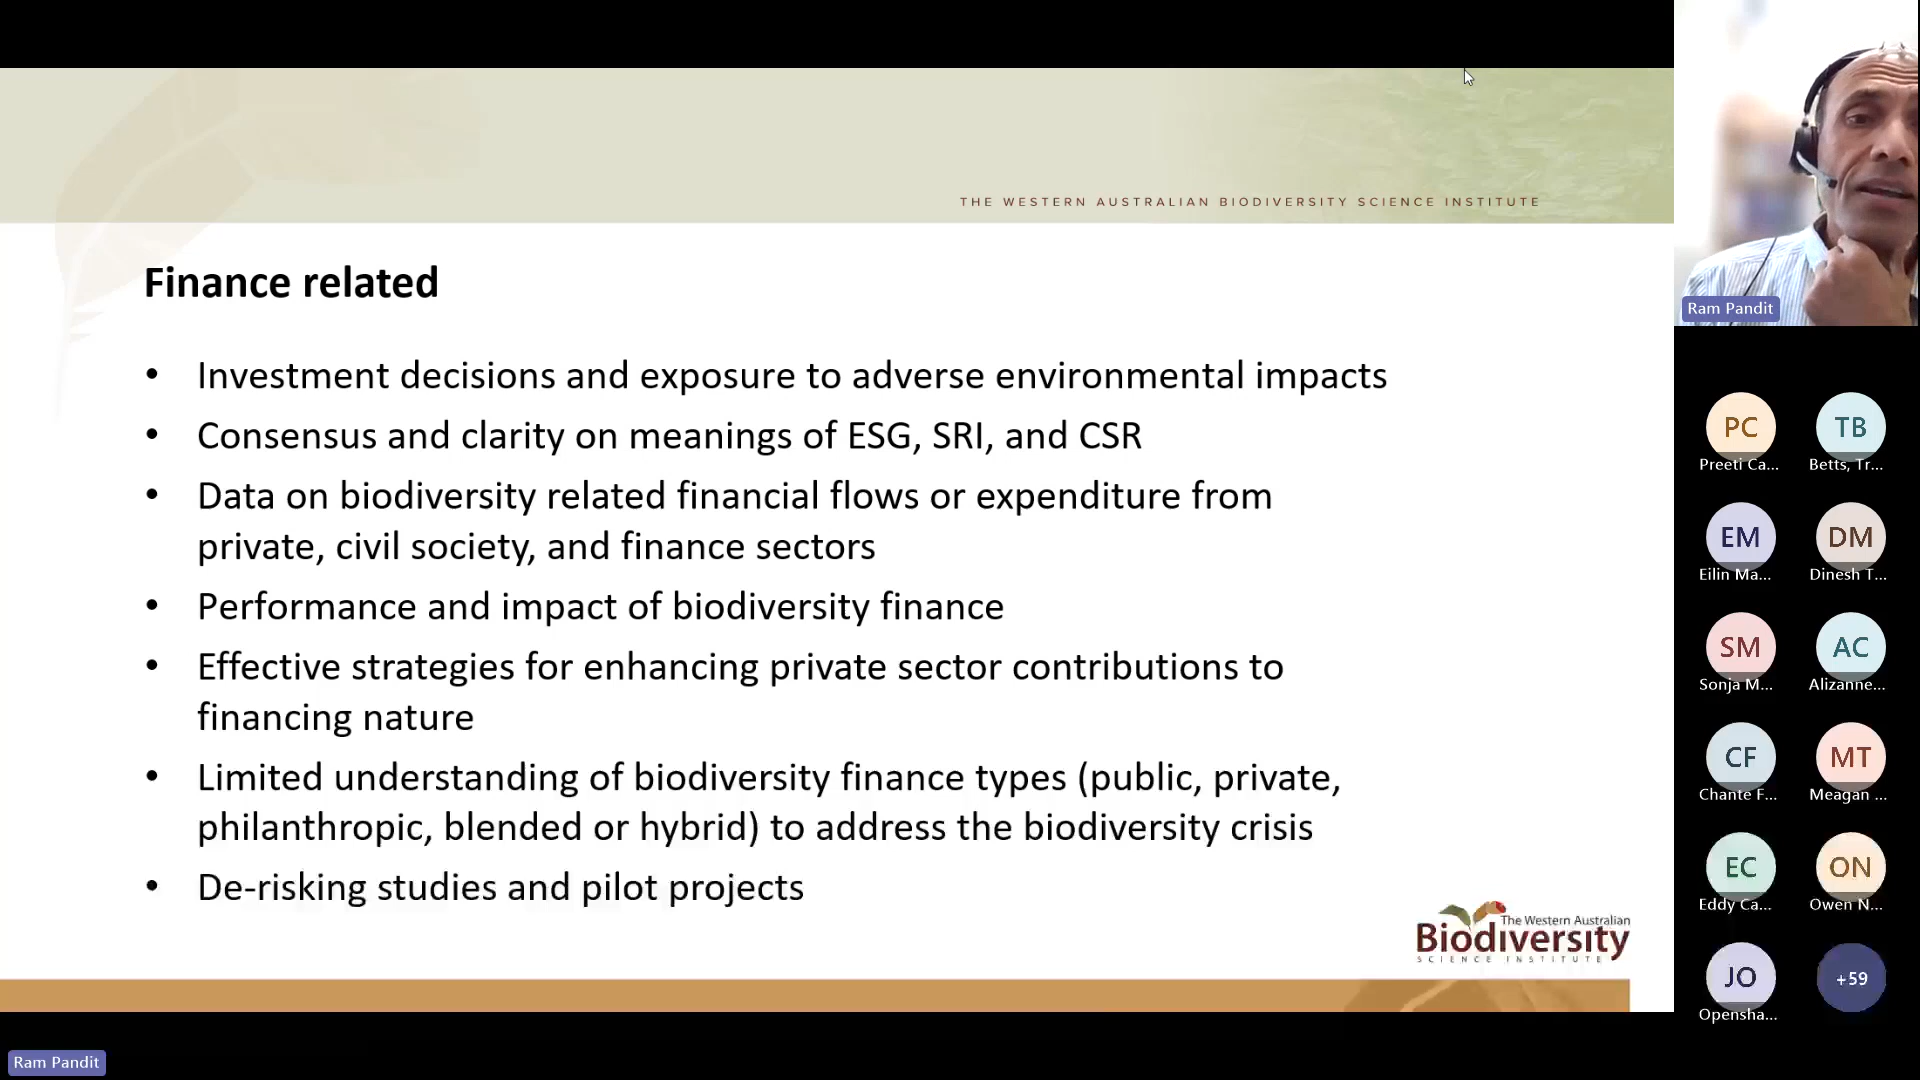 THE WESTERN AUSTRALIAN BIODIVERSITY SCIENCE INSTITUTE
Finance related
• Investment decisions and exposure to adverse environmental impacts
• Consensus and clarity on meanings of ESG, SRI, and CSR
• Data on biodiversity related financial flows or expenditure from
private, civil society, and finance sectors
• Performance and impact of biodiversity finance
• Effective strategies for enhancing private sector contributions to
financing nature
• Limited understanding of biodiversity finance types (public, private,
philanthropic, blended or hybrid) to address the biodiversity crisis
• De-risking studies and pilot projects
The Western Australian
Biodiversity
SCIENCE INSTITUTE
Ram Pandit
Ram Pandit
PC TB
Preeti Ca... Betts, Tr...
EM DM
Eilin Ma... Dinesh T...
SM AC
Sonja M... Alizanne...
CF MT
Chante F... Meagan ...
EC ON
Eddy Ca... Owen N...
JO +59
Opensha...